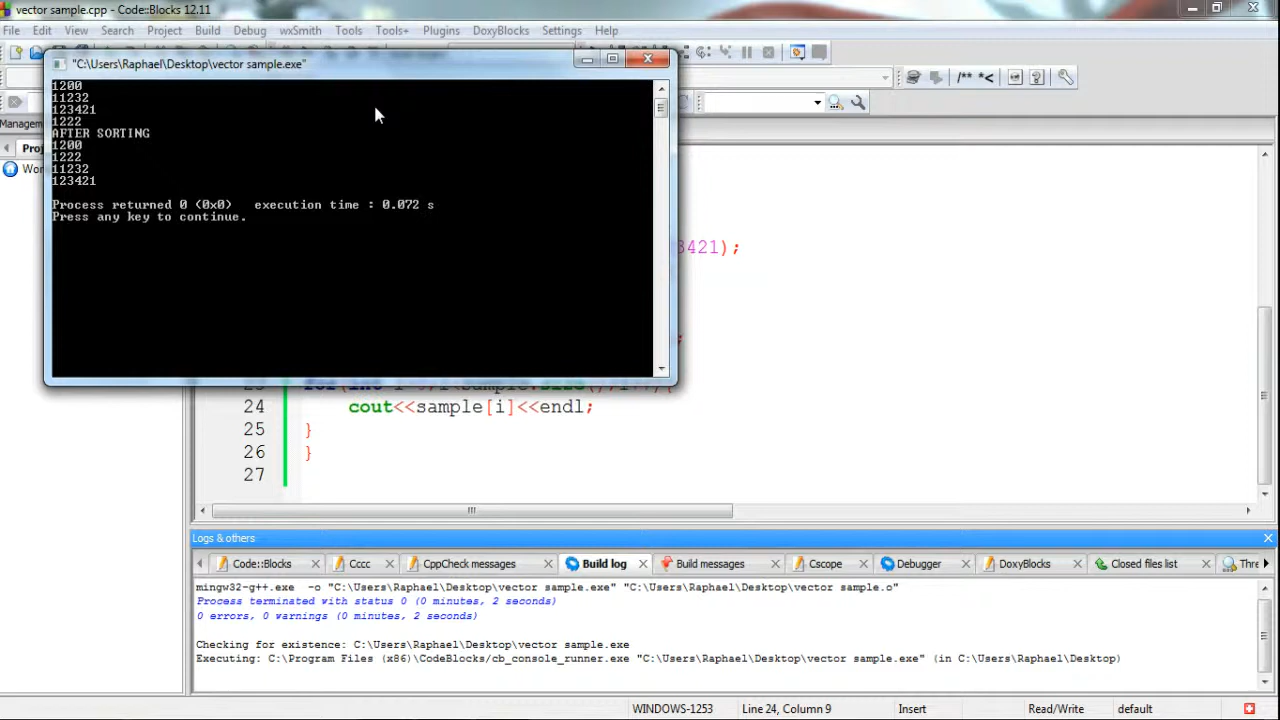 vector sample.cpp - Code::Blocks 12.11
File Edit View Search Project Build Debug wxSmith Tools Tools+ Plugins DoxyBlocks Settings Help
/** *<
"C:\Users\Raphael\Desktop\vector sample.exe"
1200
11232
123421
1222
AFTER SORTING
1200
1222
11232
123421
Process returned 0 (0x0) execution time : 0.072 s
Press any key to continue.
Managem
Proj
Wor
3421);
;
24 cout<<sample[i]<<endl;
25 }
26 }
27
Logs & others
Code::Blocks Cccc CppCheck messages Build log Build messages Cscope Debugger DoxyBlocks Closed files list Thre
mingw32-g++.exe -o "C:\Users\Raphael\Desktop\vector sample.exe" "C:\Users\Raphael\Desktop\vector sample.o"
Process terminated with status 0 (0 minutes, 2 seconds)
0 errors, 0 warnings (0 minutes, 2 seconds)
Checking for existence: C:\Users\Raphael\Desktop\vector sample.exe
Executing: C:\Program Files (x86)\CodeBlocks/cb_console_runner.exe "C:\Users\Raphael\Desktop\vector sample.exe" (in C:\Users\Raphael\Desktop)
WINDOWS-1253 Line 24, Column 9 Insert Read/Write default